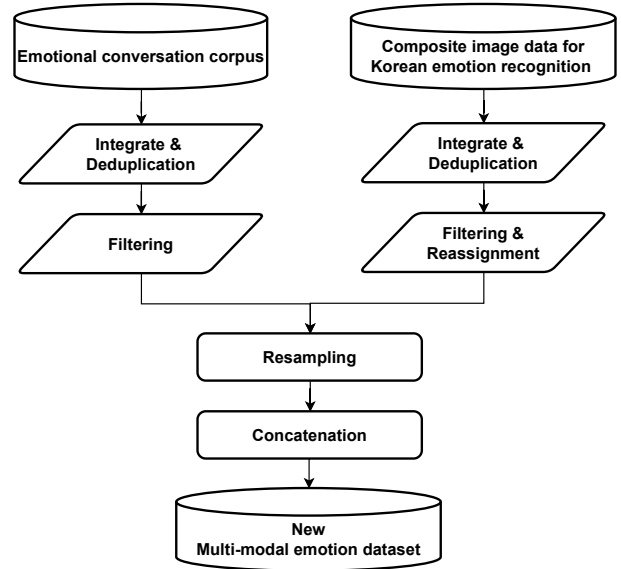 Emotional conversation corpus
Composite image data for
Korean emotion recognition
Integrate &
Deduplication
Integrate &
Deduplication
Filtering
Filtering &
Reassignment
Resampling
Concatenation
New
Multi-modal emotion dataset